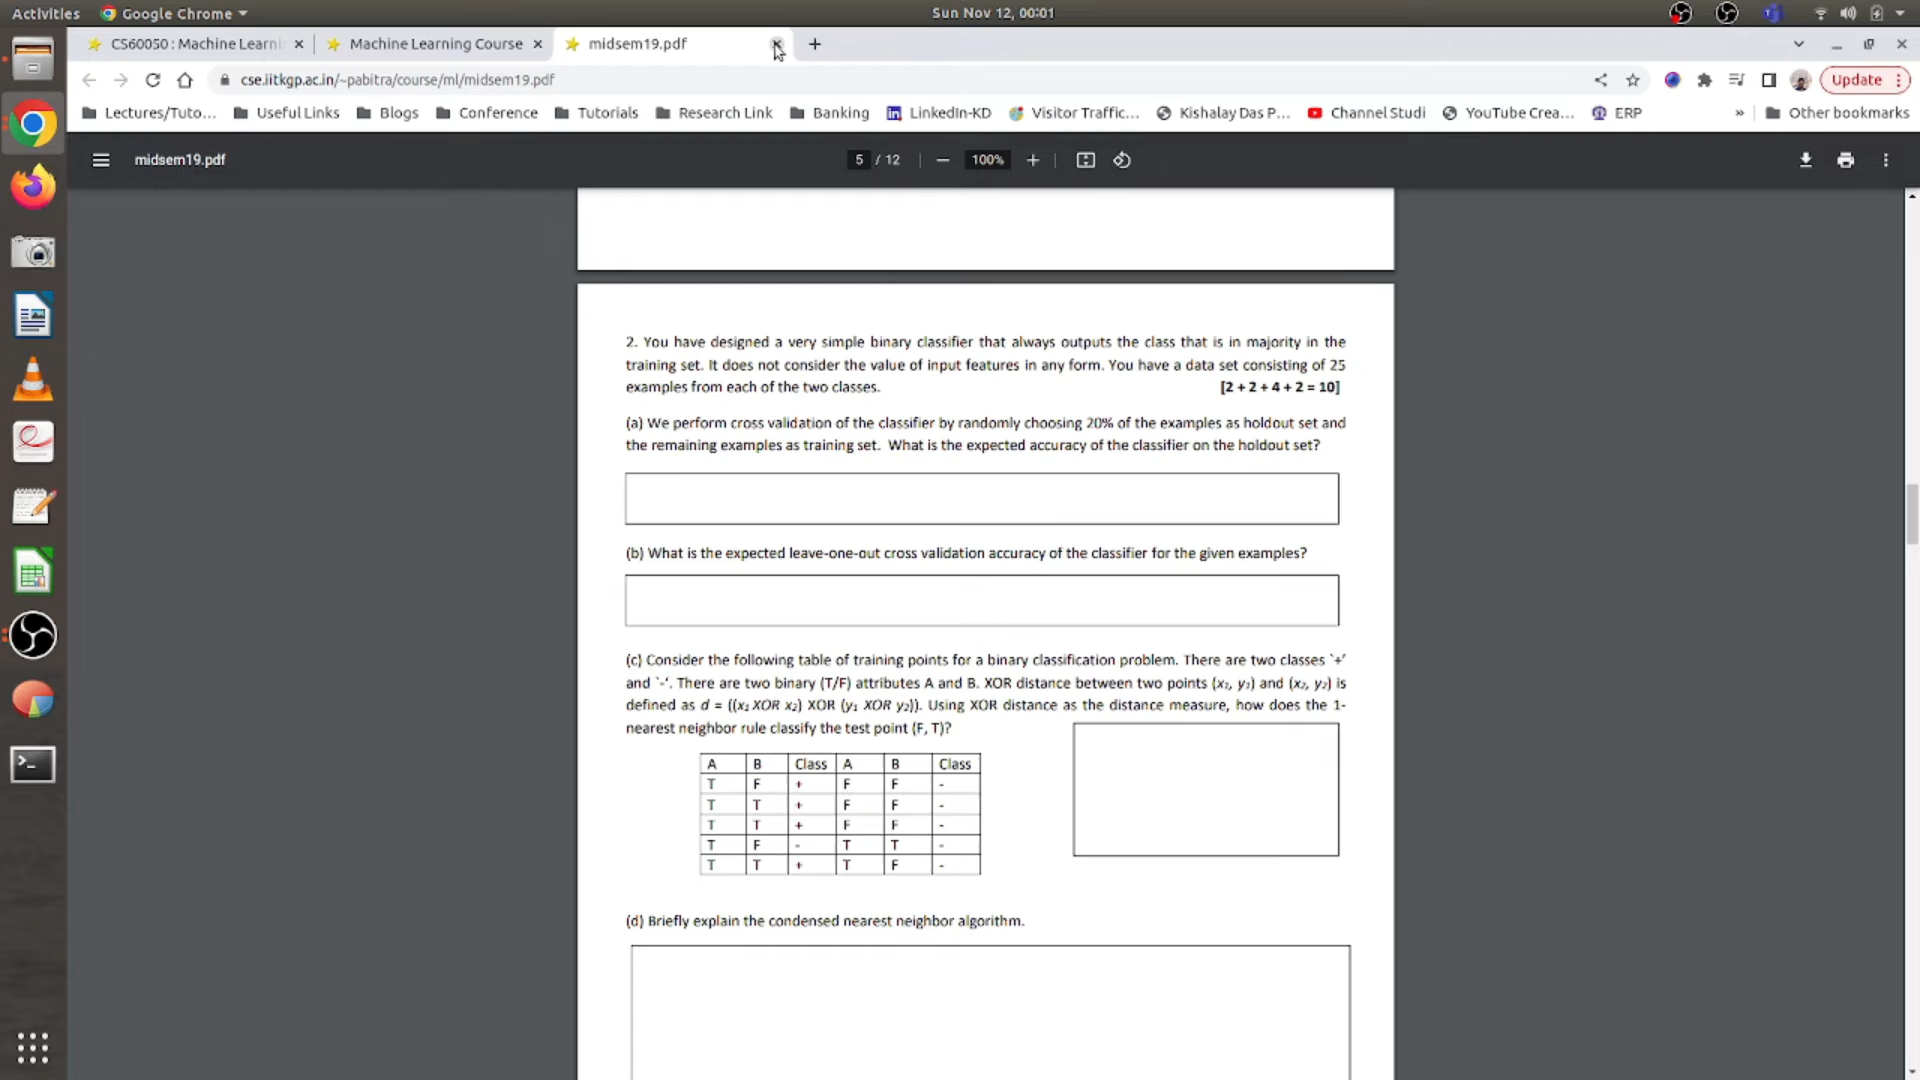 Activities Google Chrome Sun Nov 12, 00:01
CS60050 : Machine Learni Machine Learning Course midsem19.pdf
cse.iitkgp.ac.in/~pabitra/course/ml/midsem19.pdf Update
Lectures/Tuto... Useful Links Blogs Conference Tutorials Research Link Banking LinkedIn-KD Visitor Traffic... Kishalay Das P... Channel Studi YouTube Crea... ERP » Other bookmarks
midsem19.pdf 5 / 12 100%
2. You have designed a very simple binary classifier that always outputs the class that is in majority in the
training set. It does not consider the value of input features in any form. You have a data set consisting of 25
examples from each of the two classes. [2 + 2 + 4 + 2 = 10]
(a) We perform cross validation of the classifier by randomly choosing 20% of the examples as holdout set and
the remaining examples as training set. What is the expected accuracy of the classifier on the holdout set?
(b) What is the expected leave-one-out cross validation accuracy of the classifier for the given examples?
(c) Consider the following table of training points for a binary classification problem. There are two classes `+'
and `-'. There are two binary (T/F) attributes A and B. XOR distance between two points (x₁, y₁) and (x₂, y₂) is
defined as d = ((x₁ XOR x₂) XOR (y₁ XOR y₂)). Using XOR distance as the distance measure, how does the 1-
nearest neighbor rule classify the test point (F, T)?
A B Class A B Class
T F + F F -
T T + F F -
T T + F F -
T F - T T -
T T + T F -
(d) Briefly explain the condensed nearest neighbor algorithm.